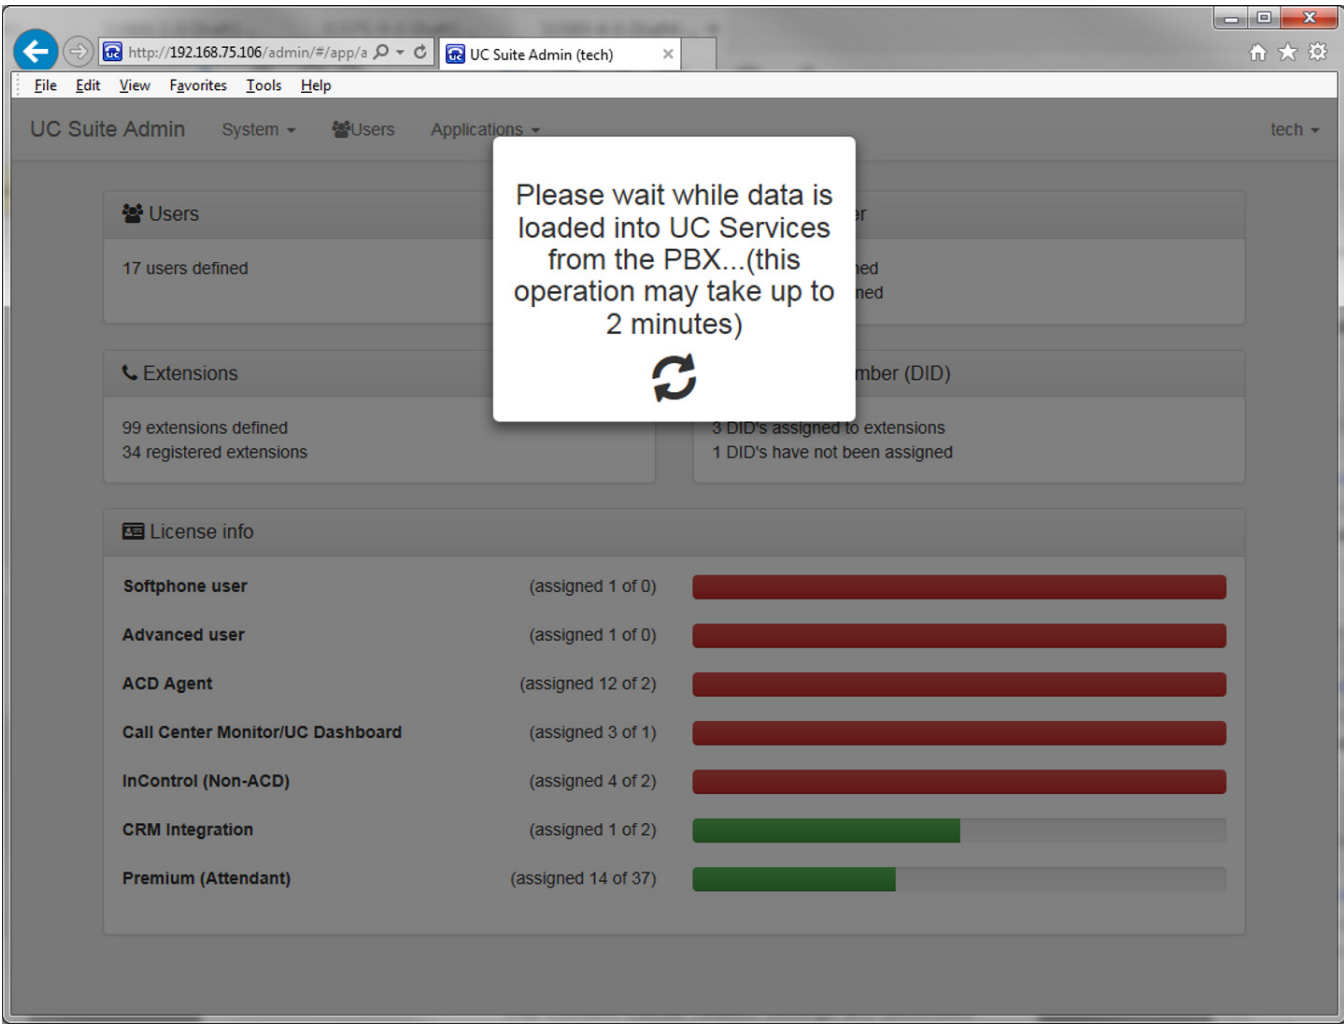 http://192.168.75.106/admin/#/app/a
UC Suite Admin (tech)
File Edit View Favorites Tools Help
UC Suite Admin System Users Applications tech
Please wait while data is
loaded into UC Services
from the PBX...(this
operation may take up to
2 minutes)
Users
17 users defined
Extensions
(DID)
99 extensions defined
34 registered extensions
3 DID's assigned to extensions
1 DID's have not been assigned
License info
Softphone user (assigned 1 of 0)
Advanced user (assigned 1 of 0)
ACD Agent (assigned 12 of 2)
Call Center Monitor/UC Dashboard (assigned 3 of 1)
InControl (Non-ACD) (assigned 4 of 2)
CRM Integration (assigned 1 of 2)
Premium (Attendant) (assigned 14 of 37)